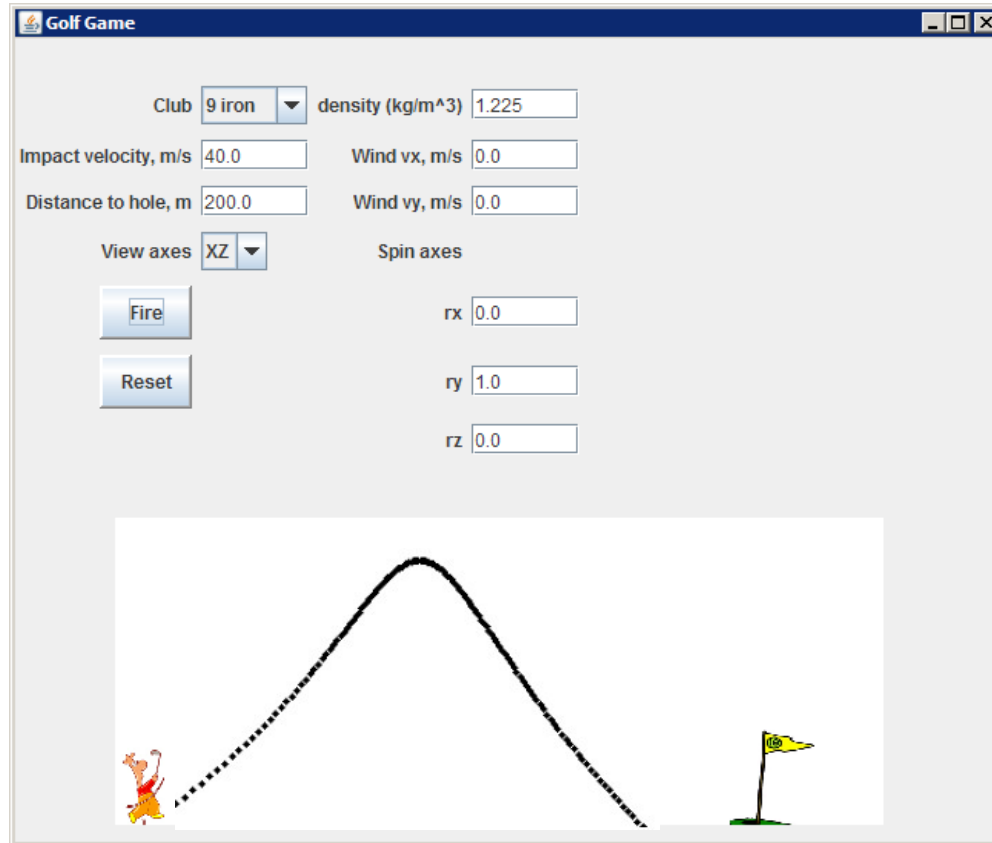 Golf Game
Club 9 iron density (kg/m^3) 1.225
Impact velocity, m/s 40.0 Wind vx, m/s 0.0
Distance to hole, m 200.0 Wind vy, m/s 0.0
View axes XZ Spin axes
Fire rx 0.0
Reset ry 1.0
rz 0.0